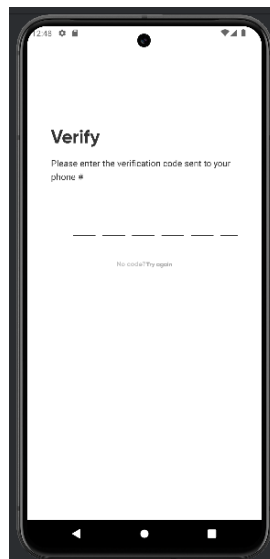 12:48
Verify
Please enter the verification code sent to your
phone #
No code? Try again